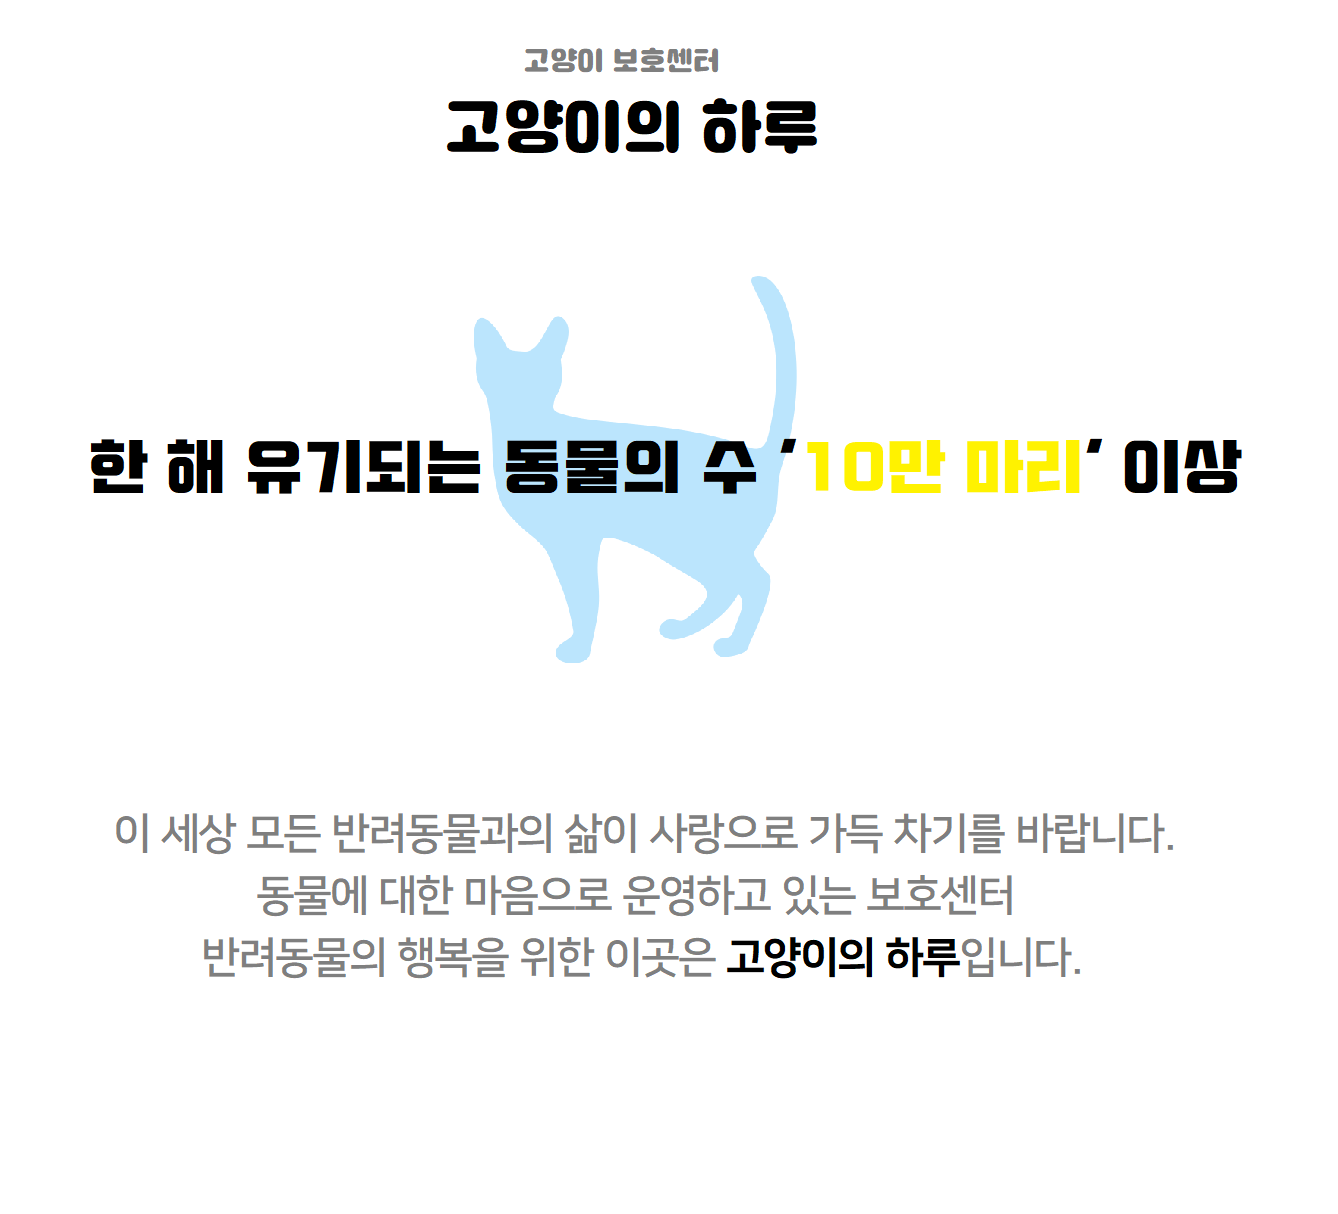 고양이 보호센터
고양이의 하루
한 해 유기되는 동물의 수 '10만 마리' 이상
이 세상 모든 반려동물과의 삶이 사랑으로 가득 차기를 바랍니다.
동물에 대한 마음으로 운영하고 있는 보호센터
반려동물의 행복을 위한 이곳은 고양이의 하루입니다.